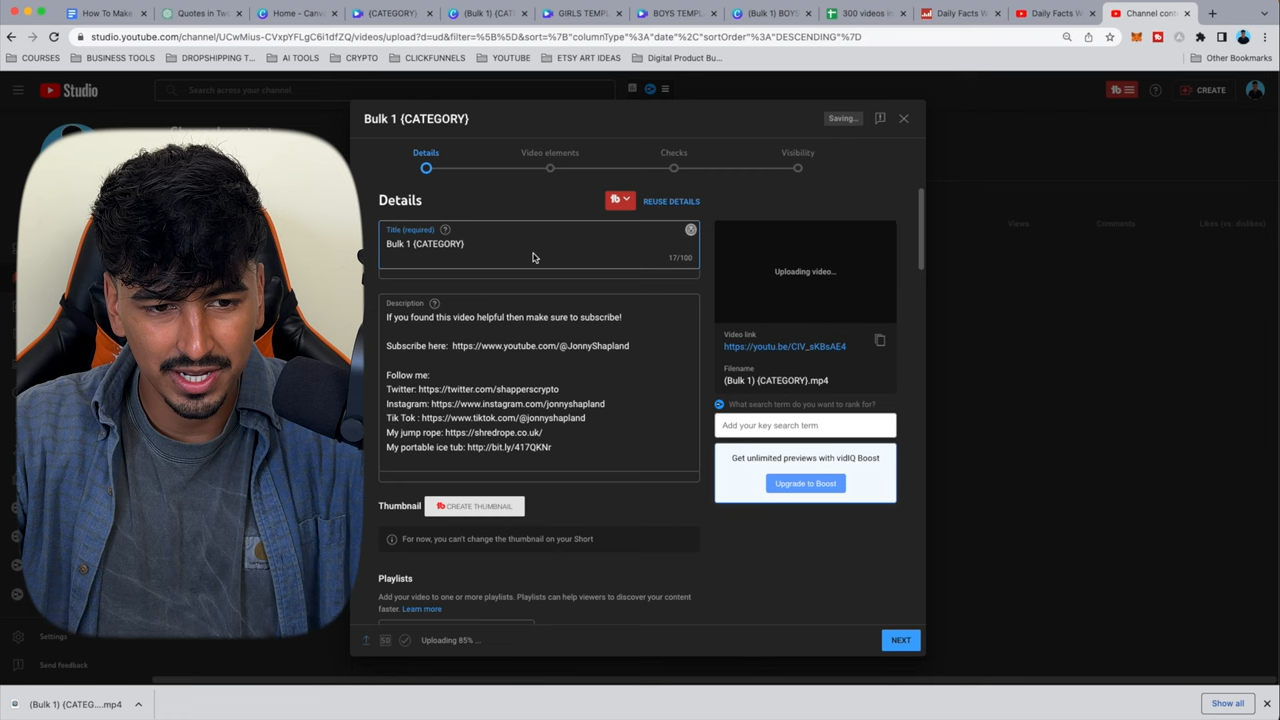 How To Make
Quotes in Tw
Home - Canv
{CATEGORY}
(Bulk 1) {CAT
GIRLS TEMPL
BOYS TEMPL
(Bulk 1) BOYS
300 videos in
Daily Facts W
Daily Facts W
Channel cont
studio.youtube.com/channel/UCwMius-CVxpYFLgC6i1dfZQ/videos/upload?d=ud&filter=%5B%5D&sort=%7B"columnType"%3A"date"%2C"sortOrder"%3A"DESCENDING"%7D
COURSES
BUSINESS TOOLS
DROPSHIPPING T...
AI TOOLS
CRYPTO
CLICKFUNNELS
YOUTUBE
ETSY ART IDEAS
Digital Product Bu...
Other Bookmarks
Studio
Search across your channel
CREATE
Bulk 1 {CATEGORY}
Saving...
Details
Video elements
Checks
Visibility
Details
REUSE DETAILS
Title (required)
Bulk 1 {CATEGORY}
17/100
Description
If you found this video helpful then make sure to subscribe!
Subscribe here: https://www.youtube.com/@JonnyShapland
Follow me:
Twitter: https://twitter.com/shapperscrypto
Instagram: https://www.instagram.com/jonnyshapland
Tik Tok : https://www.tiktok.com/@jonnyshapland
My jump rope: https://shredrope.co.uk/
My portable ice tub: http://bit.ly/417QKNr
Thumbnail
CREATE THUMBNAIL
For now, you can't change the thumbnail on your Short
Playlists
Add your video to one or more playlists. Playlists can help viewers to discover your content
faster. Learn more
Uploading video...
Video link
https://youtu.be/CIV_sKBsAE4
Filename
(Bulk 1) {CATEGORY}.mp4
What search term do you want to rank for?
Add your key search term
Get unlimited previews with vidIQ Boost
Upgrade to Boost
Views
Comments
Likes (vs. dislikes)
Uploading 85% ...
NEXT
Settings
Send feedback
(Bulk 1) {CATEG....mp4
Show all